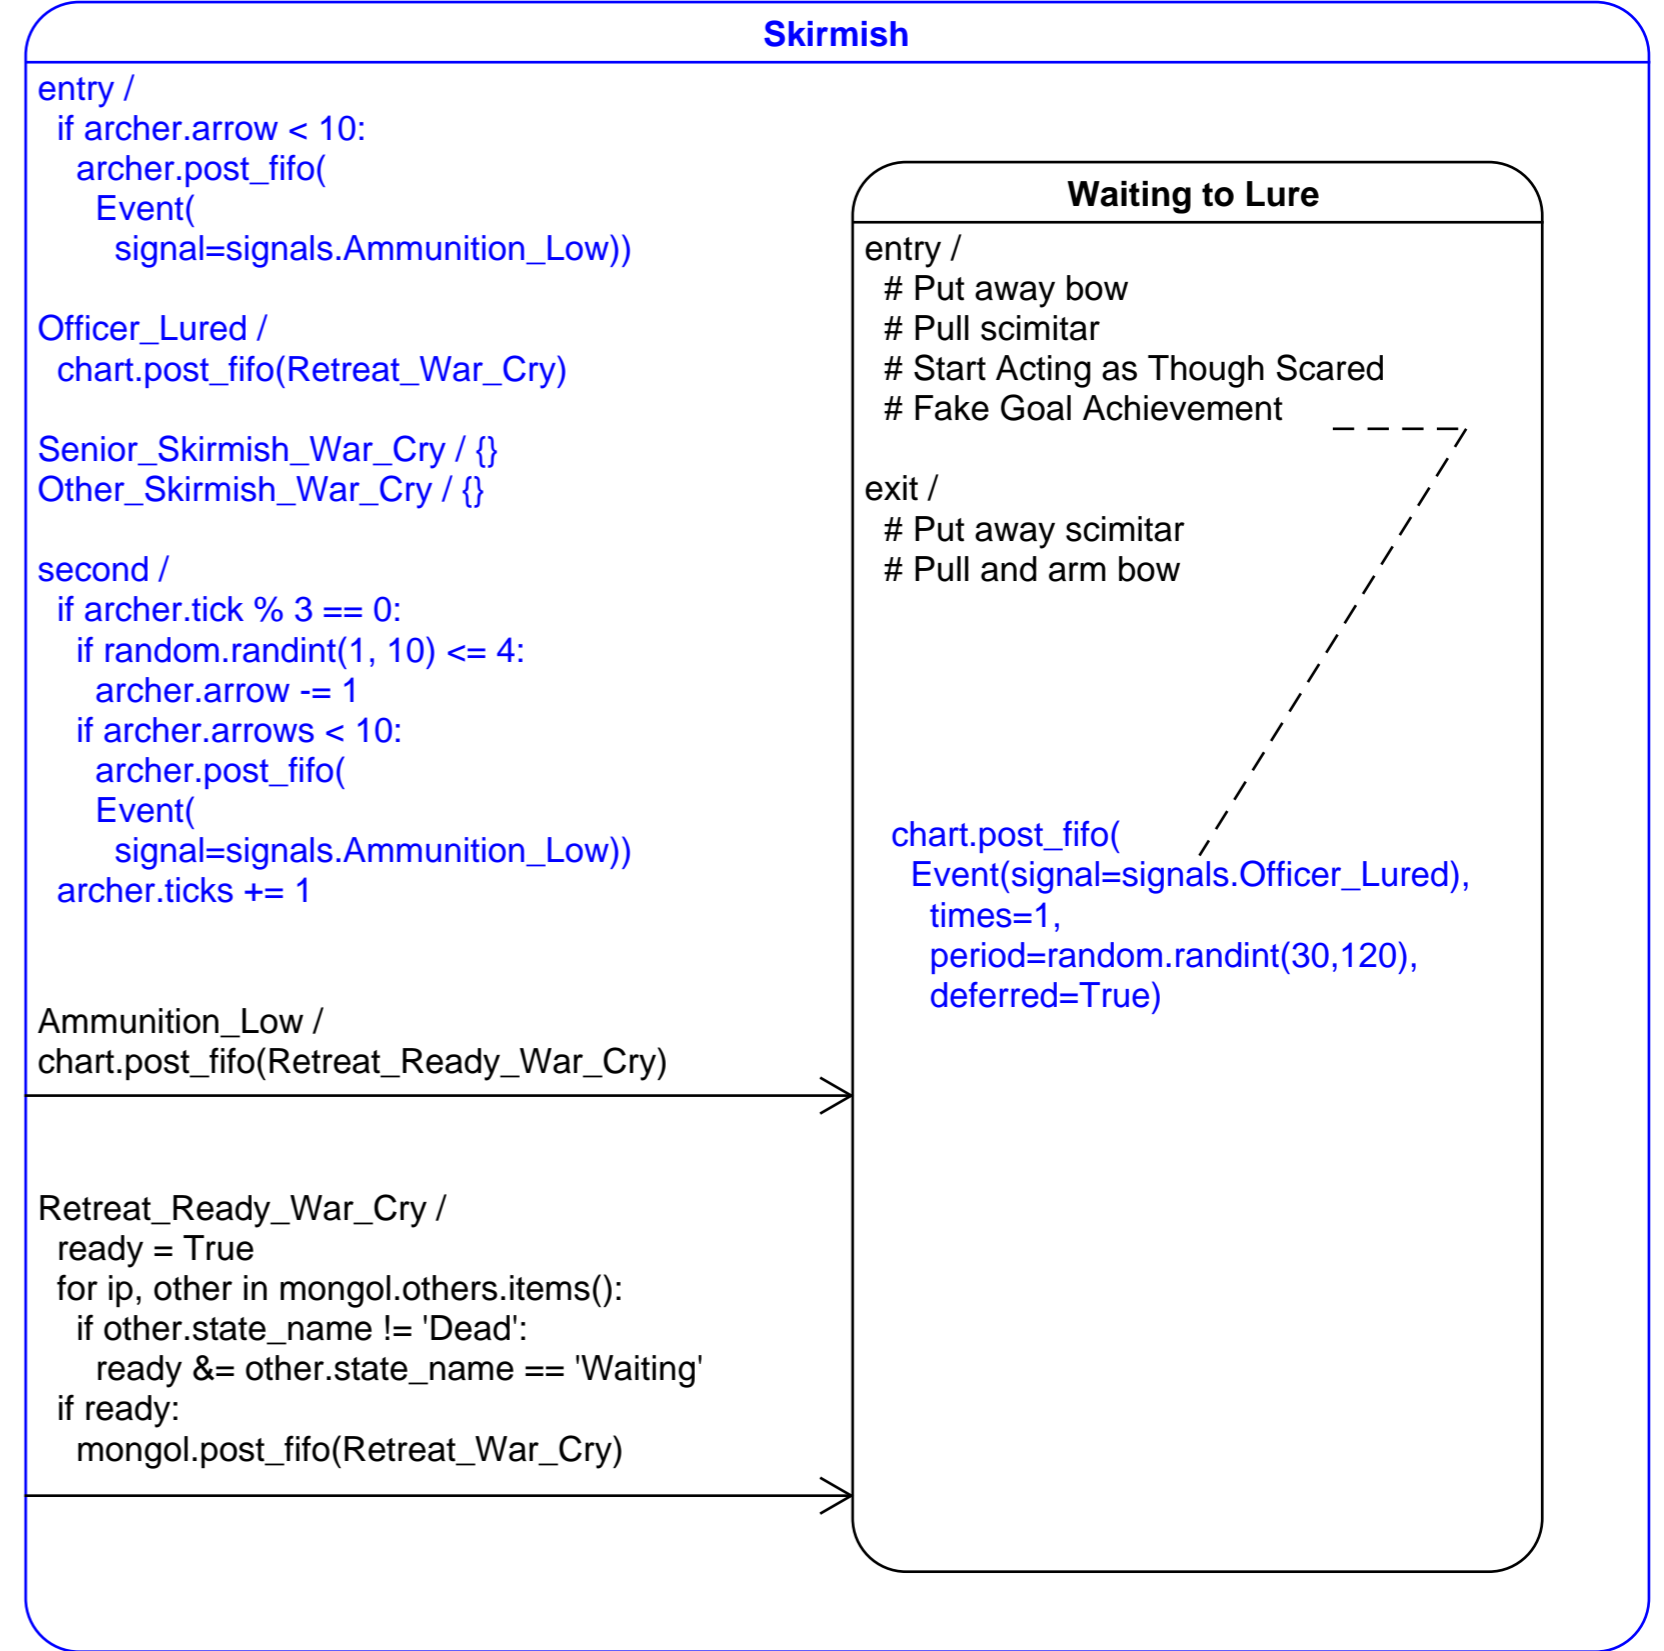 Skirmish
entry /
if archer.arrow < 10:
archer.post_fifo(
Event(
signal=signals.Ammunition_Low))
Officer_Lured /
chart.post_fifo(Retreat_War_Cry)
Senior_Skirmish_War_Cry / {}
Other_Skirmish_War_Cry / {}
second /
if archer.tick % 3 == 0:
if random.randint(1, 10) <= 4:
archer.arrow -= 1
if archer.arrows < 10:
archer.post_fifo(
Event(
signal=signals.Ammunition_Low))
archer.ticks += 1
Ammunition_Low /
chart.post_fifo(Retreat_Ready_War_Cry)
Retreat_Ready_War_Cry /
ready = True
for ip, other in mongol.others.items():
if other.state_name != 'Dead':
ready &= other.state_name == 'Waiting'
if ready:
mongol.post_fifo(Retreat_War_Cry)
Waiting to Lure
entry /
# Put away bow
# Pull scimitar
# Start Acting as Though Scared
# Fake Goal Achievement
exit /
# Put away scimitar
# Pull and arm bow
chart.post_fifo(
Event(signal=signals.Officer_Lured),
times=1,
period=random.randint(30,120),
deferred=True)